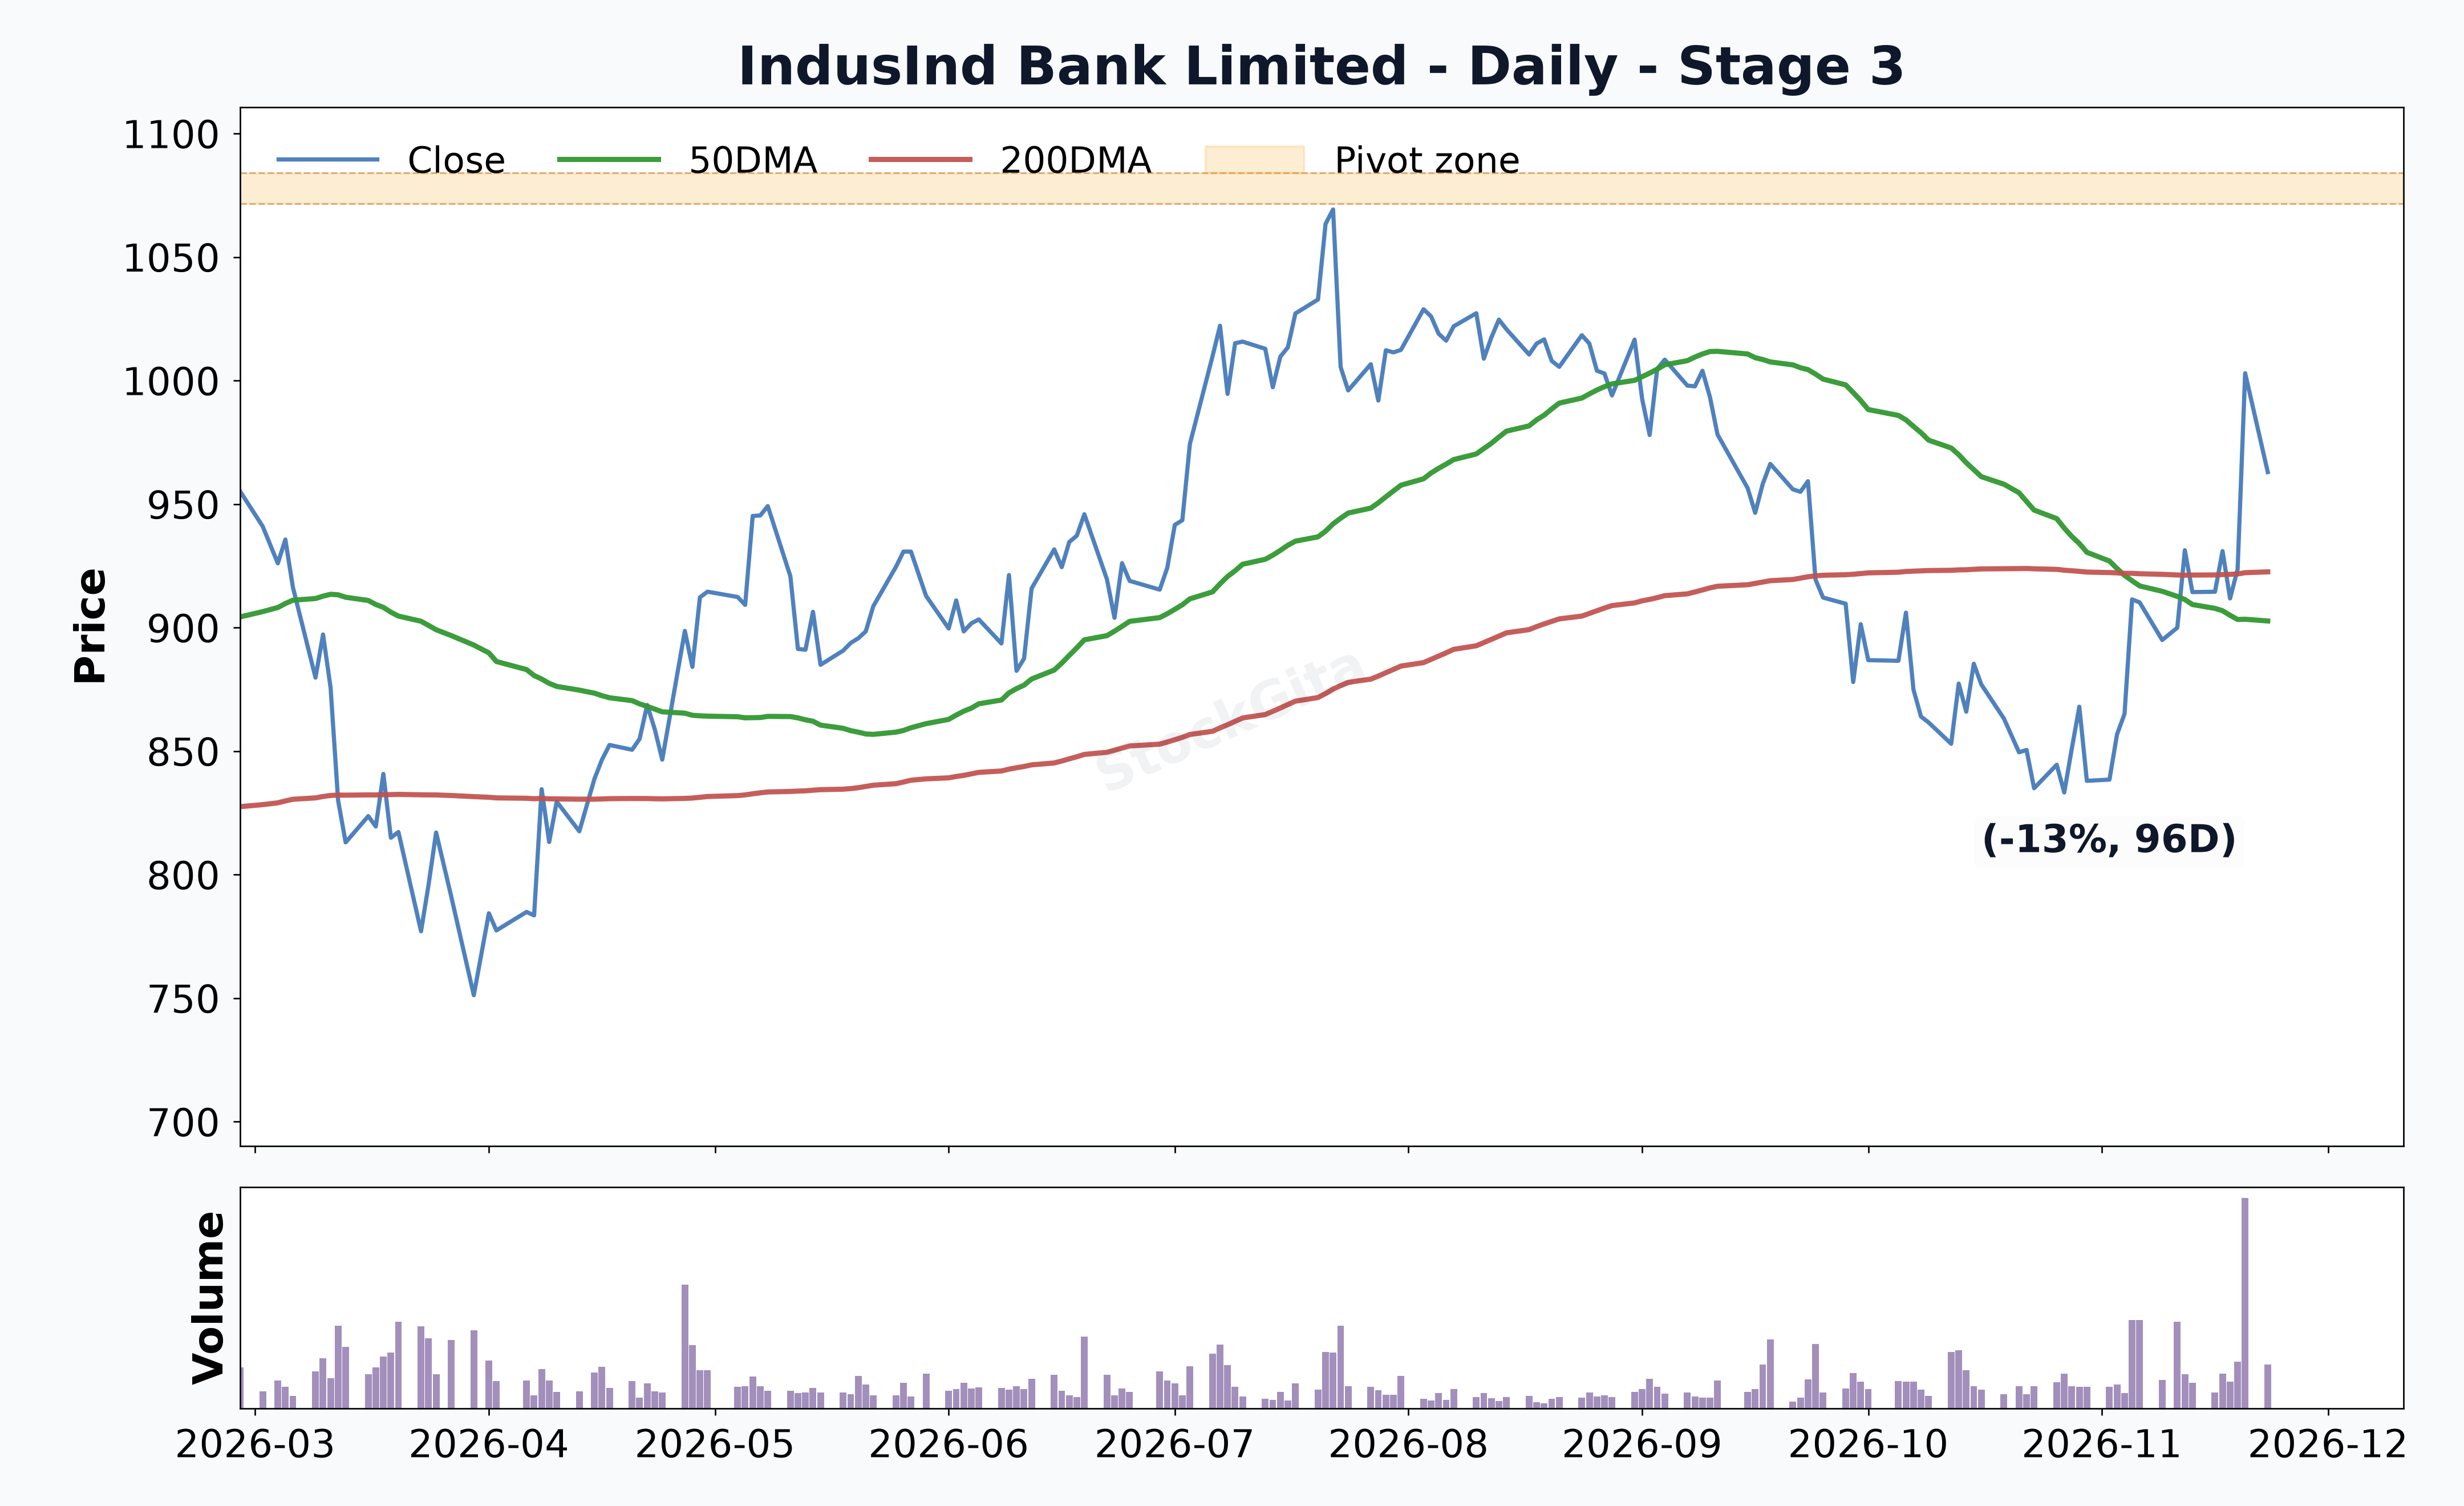 IndusInd Bank Limited - Daily - Stage 3
Close 50DMA 200DMA Pivot zone
1100
1050
1000
950
900
850
800
750
700
Price
StockGita
(-13%, 96D)
Volume
2026-03 2026-04 2026-05 2026-06 2026-07 2026-08 2026-09 2026-10 2026-11 2026-12